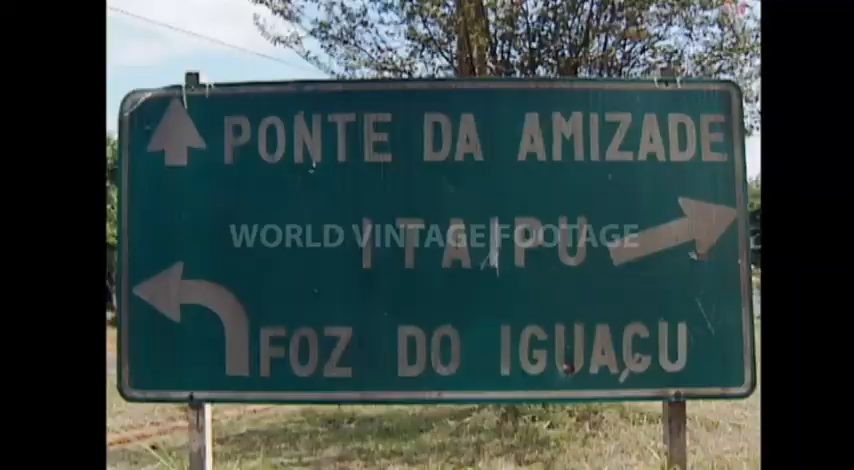 PONTE DA AMIZADE
ITAIPU
WORLD VINTAGE FOOTAGE
FOZ DO IGUAÇU